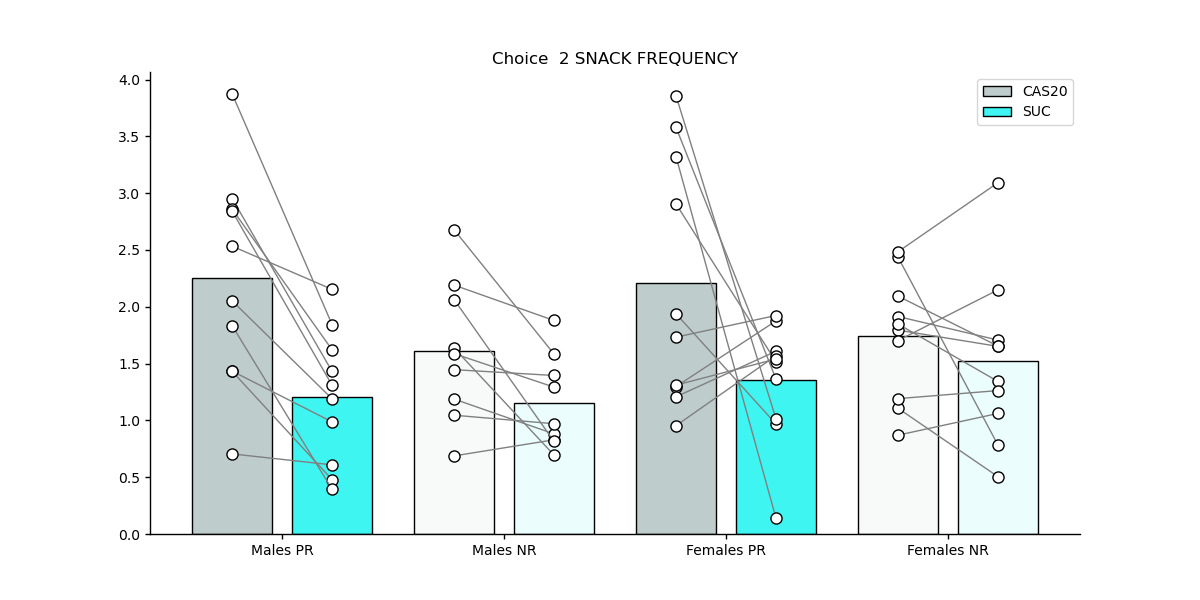 Choice  2 SNACK FREQUENCY
CAS20
SUC
4.0
3.5
3.0
2.5
2.0
1.5
1.0
0.5
0.0
Males PR
Males NR
Females PR
Females NR